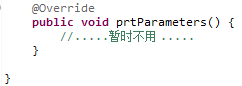 @Override
public void prtParameters() {
//.....暂时不用 .....
}
}